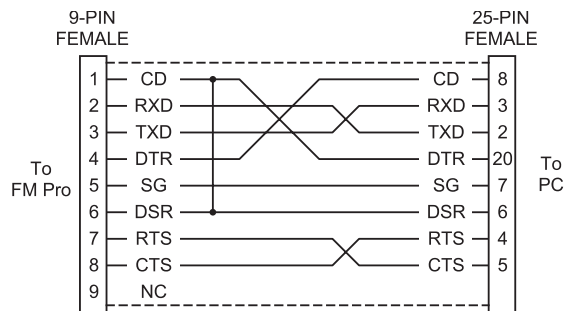 9-PIN FEMALE 25-PIN FEMALE
1 CD CD 8
2 RXD RXD 3
3 TXD TXD 2
4 DTR DTR 20
To FM Pro
5 SG SG 7
To PC
6 DSR DSR 6
7 RTS RTS 4
8 CTS CTS 5
9 NC